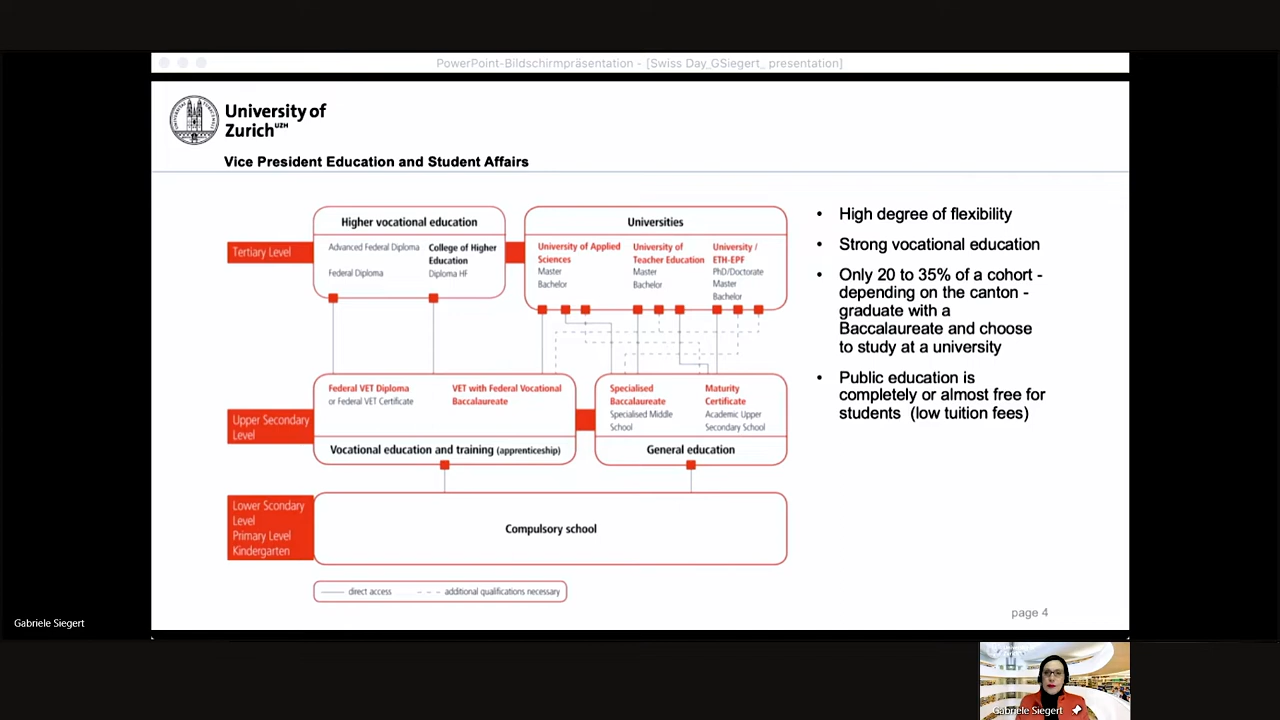 PowerPoint-Bildschirmpräsentation - [Swiss Day_GSiegert_ presentation]
University of
Zurich UZH
Vice President Education and Student Affairs
Tertiary Level
Higher vocational education
Advanced Federal Diploma
Federal Diploma
College of Higher
Education
Diploma HF
Universities
University of Applied
Sciences
Master
Bachelor
University of
Teacher Education
Master
Bachelor
University /
ETH-EPF
PhD/Doctorate
Master
Bachelor
Upper Secondary
Level
Federal VET Diploma
or Federal VET Certificate
VET with Federal Vocational
Baccalaureate
Vocational education and training (apprenticeship)
Specialised
Baccalaureate
Specialised Middle
School
Maturity
Certificate
Academic Upper
Secondary School
General education
Lower Scondary
Level
Primary Level
Kindergarten
Compulsory school
direct access
additional qualifications necessary
• High degree of flexibility
• Strong vocational education
• Only 20 to 35% of a cohort -
depending on the canton -
graduate with a
Baccalaureate and choose
to study at a university
• Public education is
completely or almost free for
students (low tuition fees)
page 4
Gabriele Siegert
Gabriele Siegert